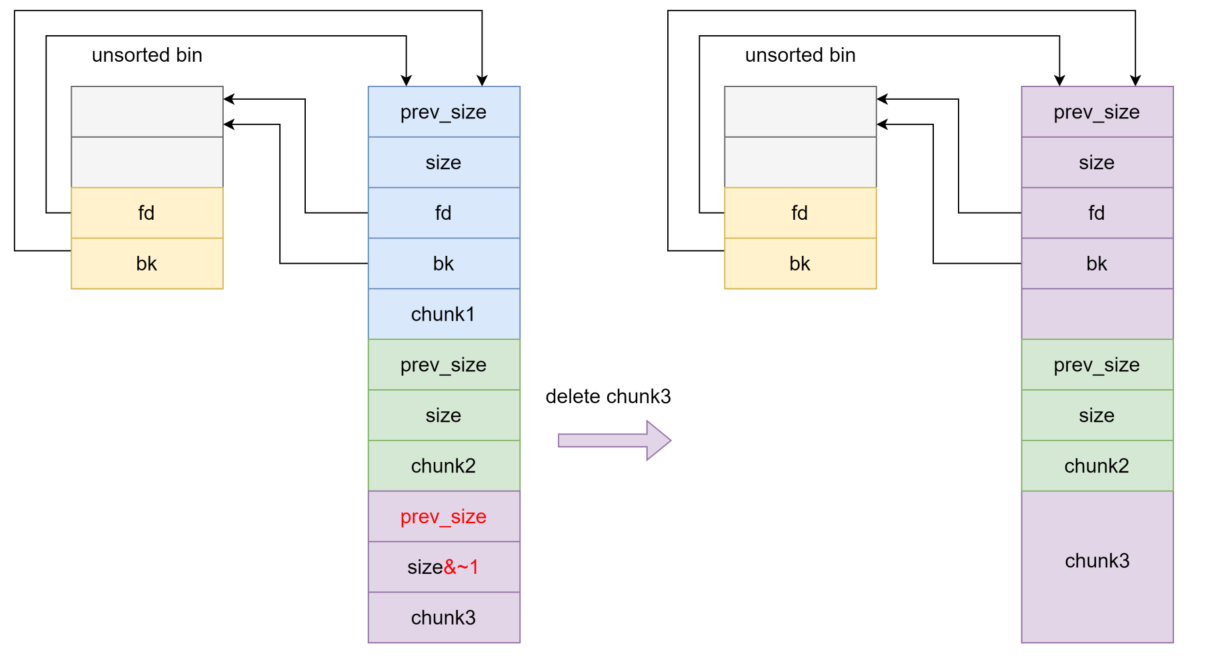 unsorted bin
fd
bk
prev_size
size
fd
bk
chunk1
prev_size
size
chunk2
prev_size
size&~1
chunk3
delete chunk3
unsorted bin
fd
bk
prev_size
size
fd
bk
prev_size
size
chunk2
chunk3